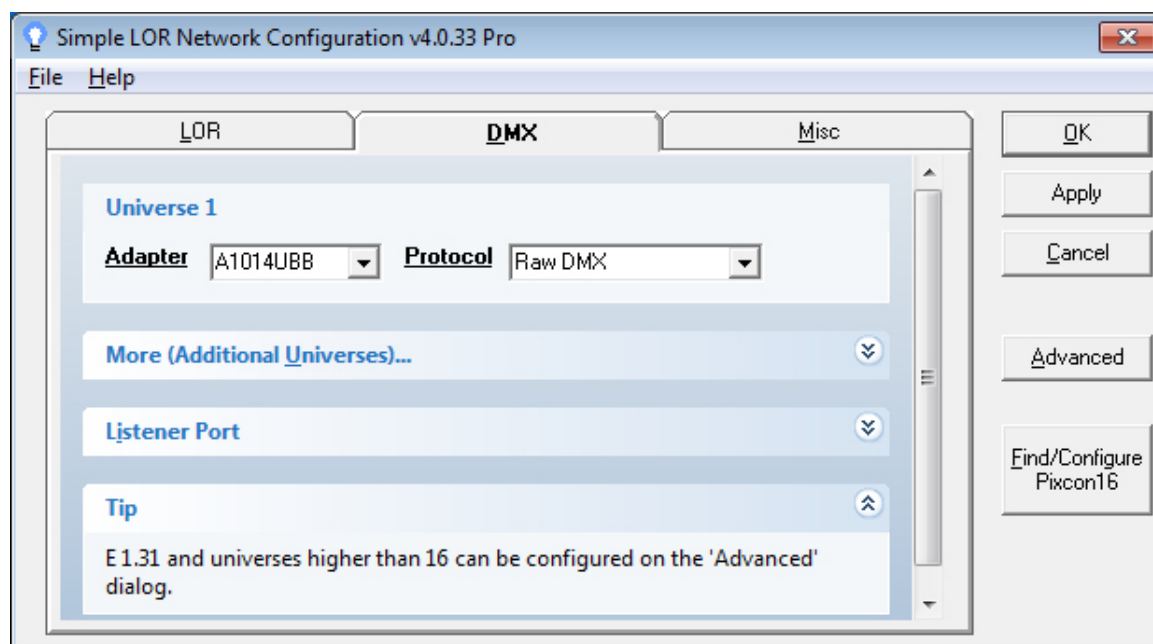 Simple LOR Network Configuration v4.0.33 Pro
File Help
LOR DMX Misc
Universe 1
Adapter A1014UBB Protocol Raw DMX
More (Additional Universes)...
Listener Port
Tip
E 1.31 and universes higher than 16 can be configured on the 'Advanced'
dialog.
OK
Apply
Cancel
Advanced
Find/Configure
Pixcon16